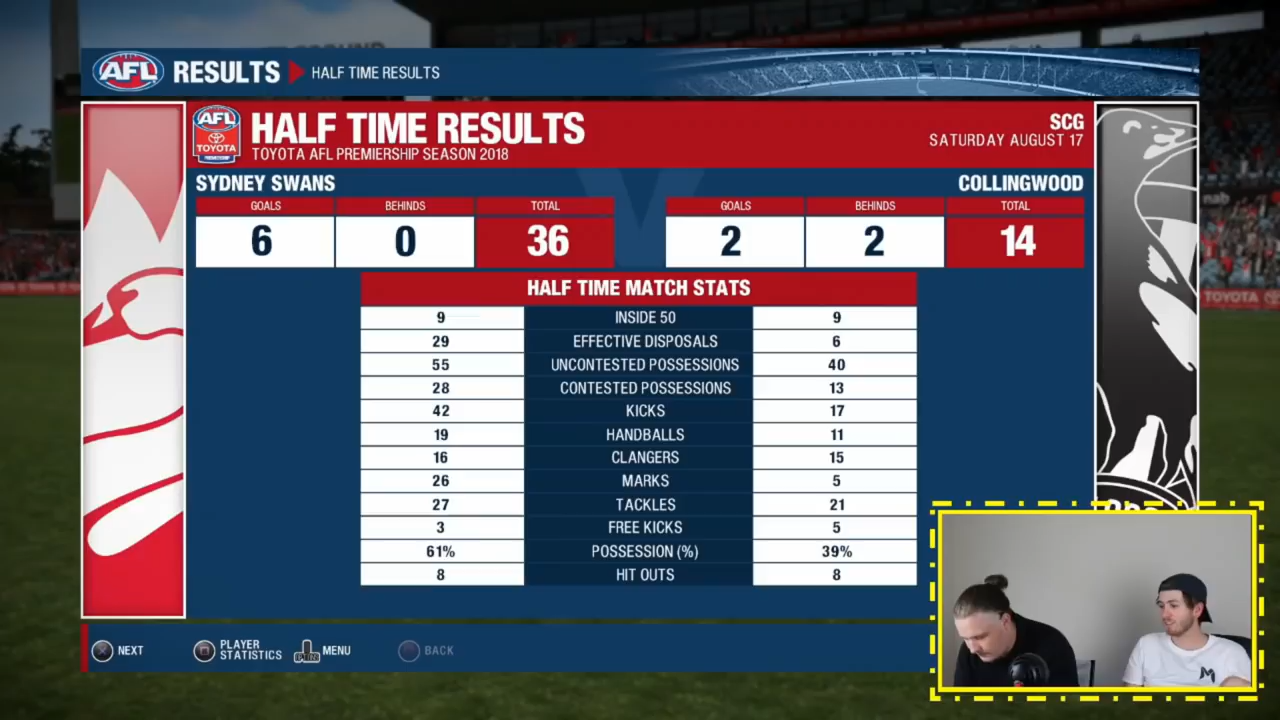 AFL RESULTS HALF TIME RESULTS
AFL TOYOTA PREMIERSHIP
HALF TIME RESULTS
TOYOTA AFL PREMIERSHIP SEASON 2018
SCG
SATURDAY AUGUST 17
SYDNEY SWANS COLLINGWOOD
GOALS BEHINDS TOTAL GOALS BEHINDS TOTAL
6 0 36 2 2 14
HALF TIME MATCH STATS
9 INSIDE 50 9
29 EFFECTIVE DISPOSALS 6
55 UNCONTESTED POSSESSIONS 40
28 CONTESTED POSSESSIONS 13
42 KICKS 17
19 HANDBALLS 11
16 CLANGERS 15
26 MARKS 5
27 TACKLES 21
3 FREE KICKS 5
61% POSSESSION (%) 39%
8 HIT OUTS 8
nab
TOYOTA
NEXT PLAYER STATISTICS OPTIONS MENU BACK